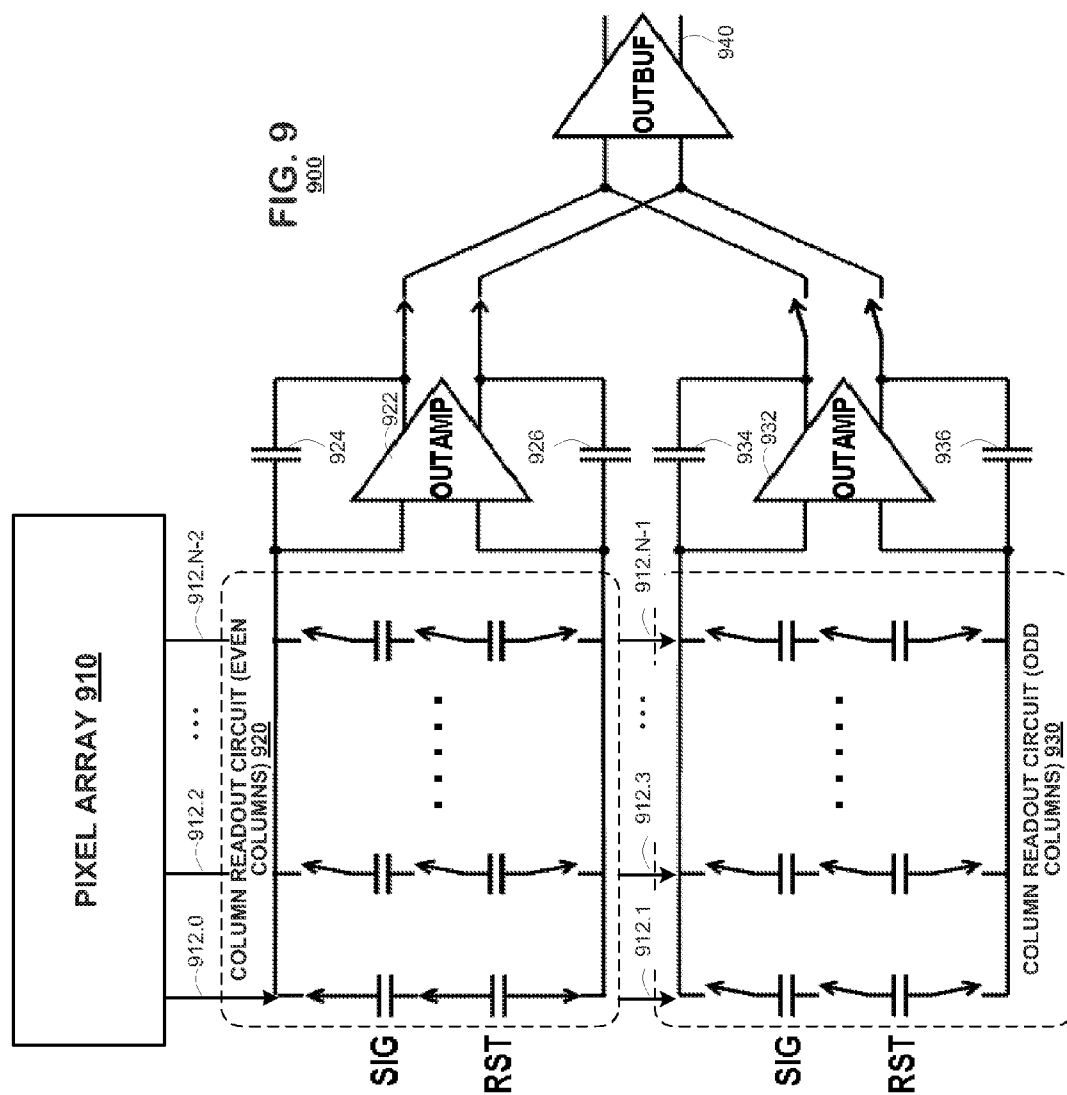 FIG. 9
900
PIXEL ARRAY 910
912.0
912.2
...
912.N-2
COLUMN READOUT CIRCUIT (EVEN
COLUMNS) 920
SIG
RST
924
922
OUTAMP
926
OUTBUF
940
912.1
912.3
...
912.N-1
COLUMN READOUT CIRCUIT (ODD
COLUMNS) 930
SIG
RST
934
932
OUTAMP
936